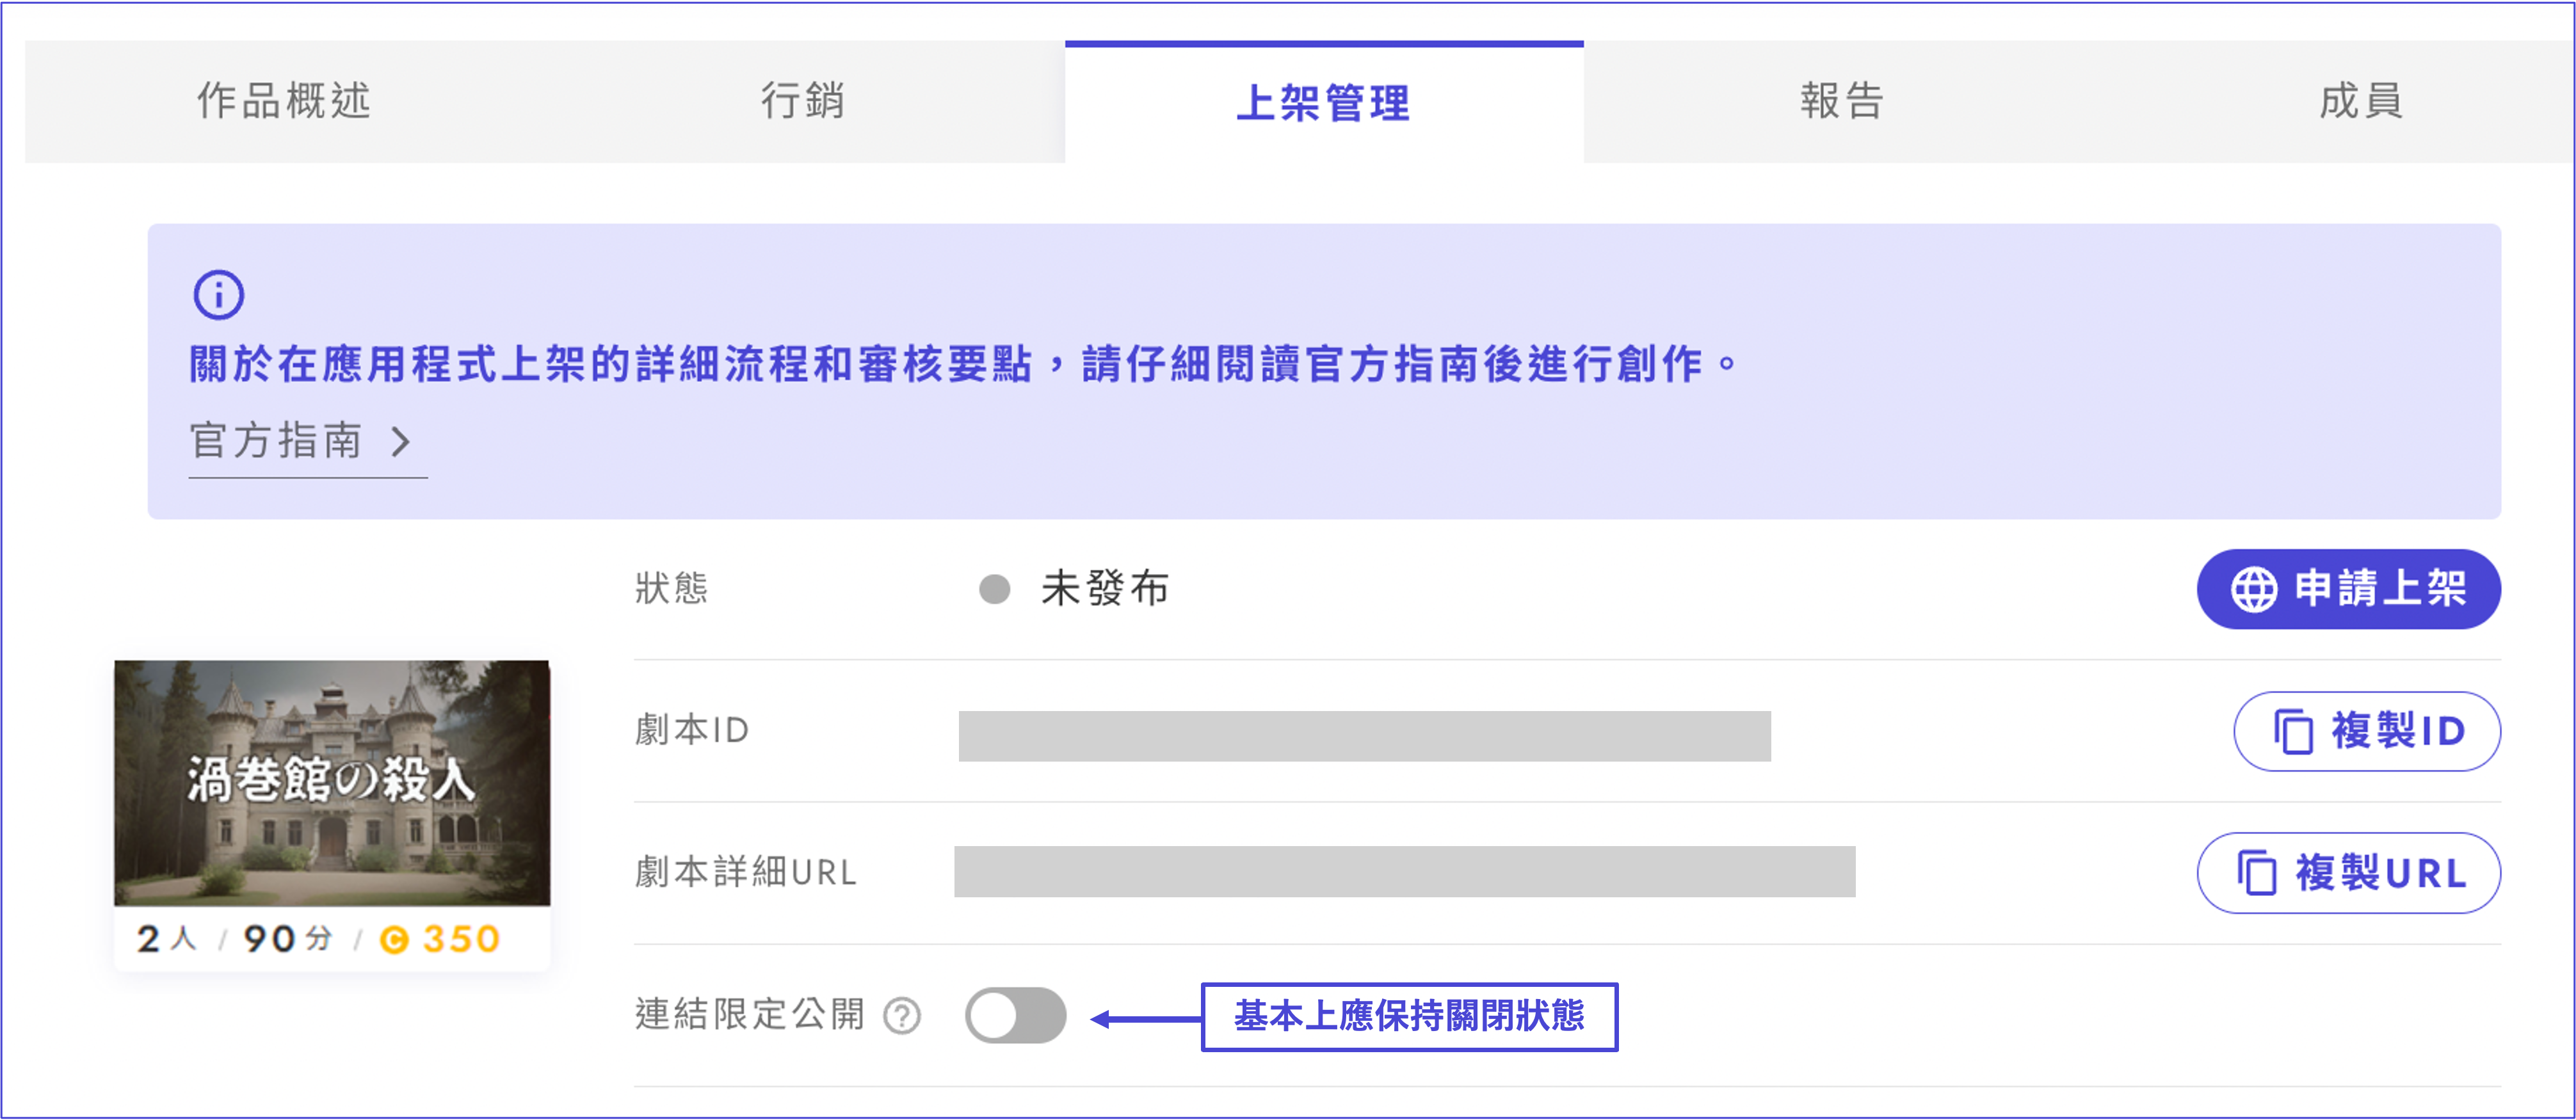 作品概述
行銷
上架管理
報告
成員
關於在應用程式上架的詳細流程和審核要點，請仔細閱讀官方指南後進行創作。
官方指南
狀態
未發布
申請上架
劇本ID
複製ID
渦巻館の殺人
劇本詳細URL
複製URL
2人 / 90分 / C 350
連結限定公開 ?
基本上應保持關閉狀態